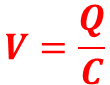 V = Q/C